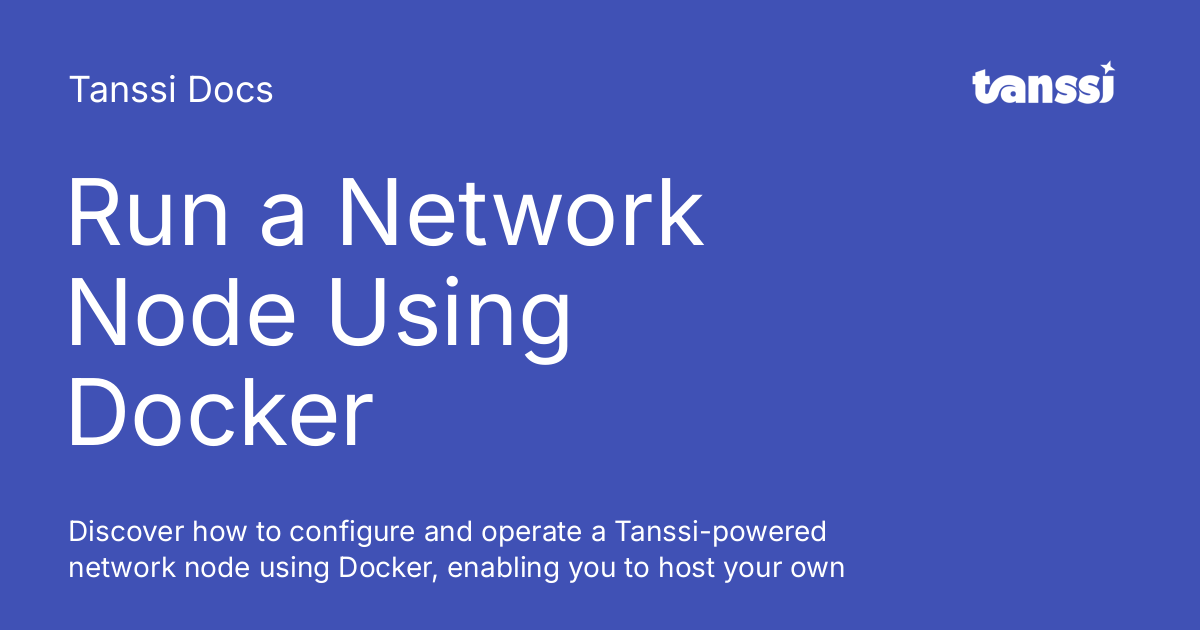 Tanssi Docs
tanssi
Run a Network
Node Using
Docker
Discover how to configure and operate a Tanssi-powered
network node using Docker, enabling you to host your own